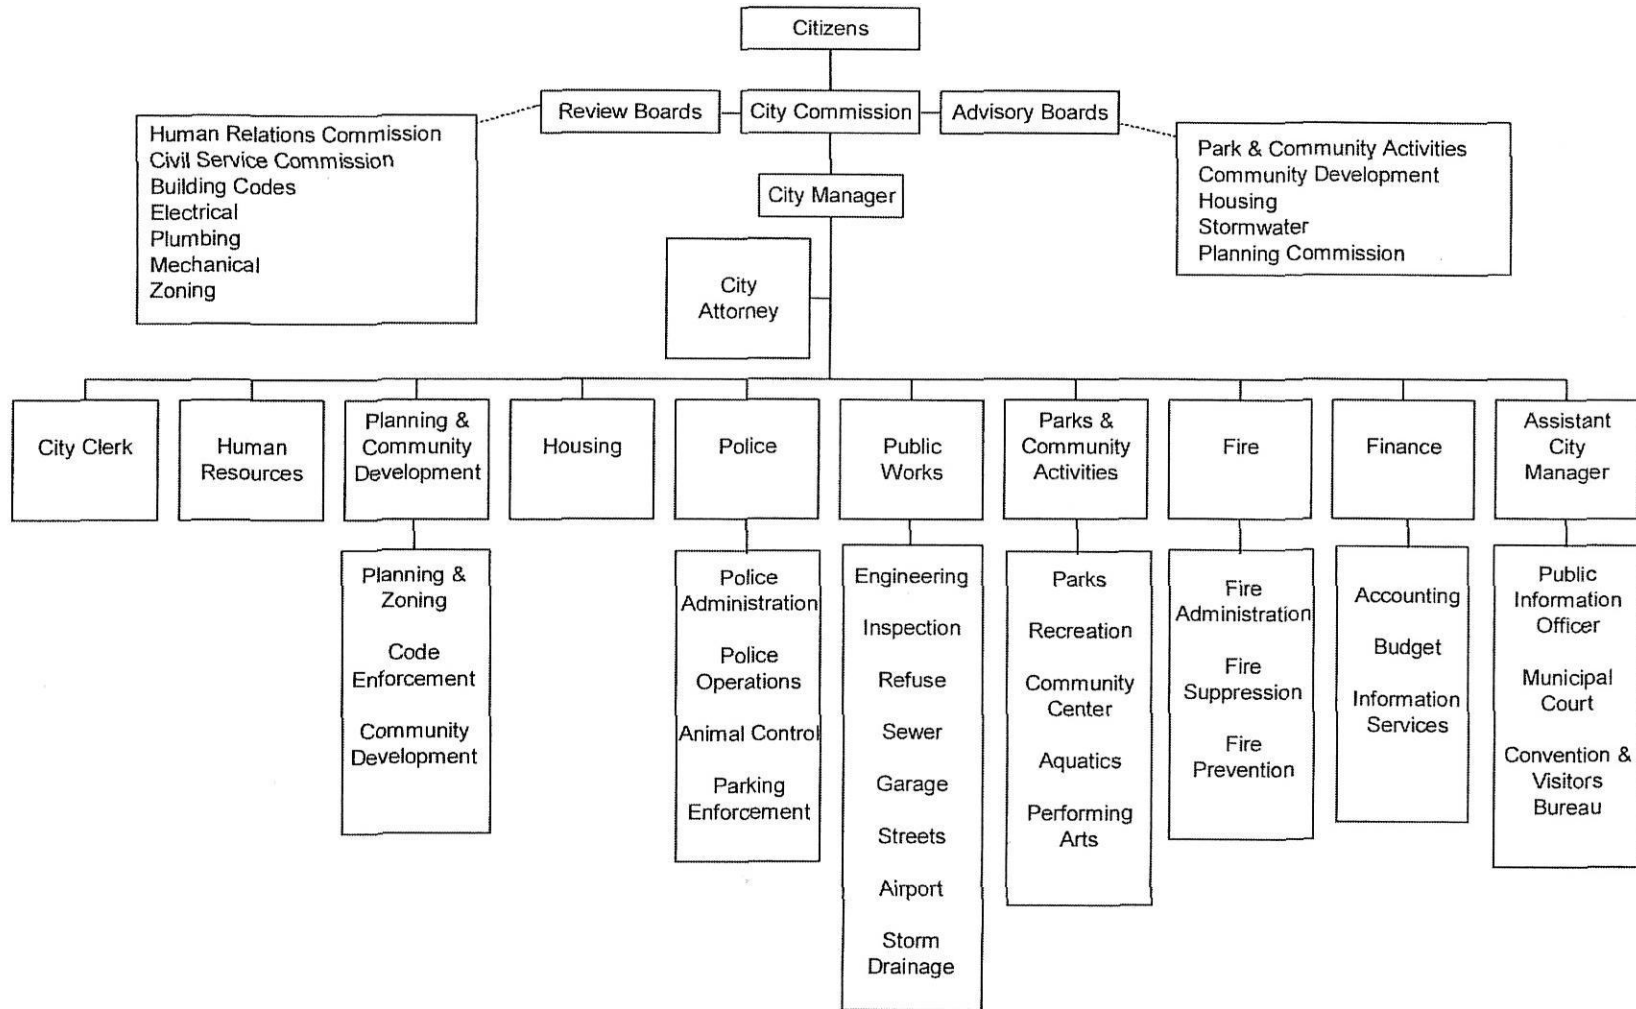 Citizens
Review Boards
City Commission
Advisory Boards
Human Relations Commission
Civil Service Commission
Building Codes
Electrical
Plumbing
Mechanical
Zoning
Park & Community Activities
Community Development
Housing
Stormwater
Planning Commission
City Manager
City
Attorney
City Clerk
Human
Resources
Planning &
Community
Development
Housing
Police
Public
Works
Parks &
Community
Activities
Fire
Finance
Assistant
City
Manager
Planning &
Zoning
Code
Enforcement
Community
Development
Police
Administration
Police
Operations
Animal Control
Parking
Enforcement
Engineering
Inspection
Refuse
Sewer
Garage
Streets
Airport
Storm
Drainage
Parks
Recreation
Community
Center
Aquatics
Performing
Arts
Fire
Administration
Fire
Suppression
Fire
Prevention
Accounting
Budget
Information
Services
Public
Information
Officer
Municipal
Court
Convention &
Visitors
Bureau